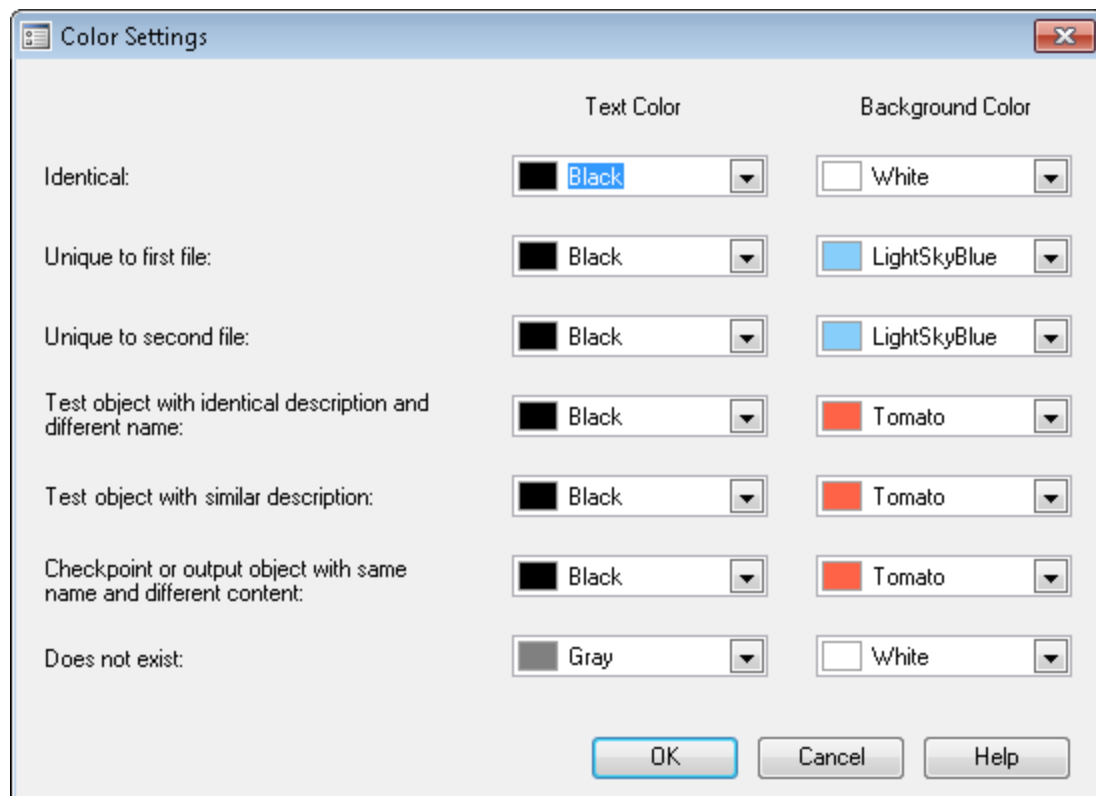 Color Settings
Text Color Background Color
Identical: Black White
Unique to first file: Black LightSkyBlue
Unique to second file: Black LightSkyBlue
Test object with identical description and
different name: Black Tomato
Test object with similar description: Black Tomato
Checkpoint or output object with same
name and different content: Black Tomato
Does not exist: Gray White
OK Cancel Help